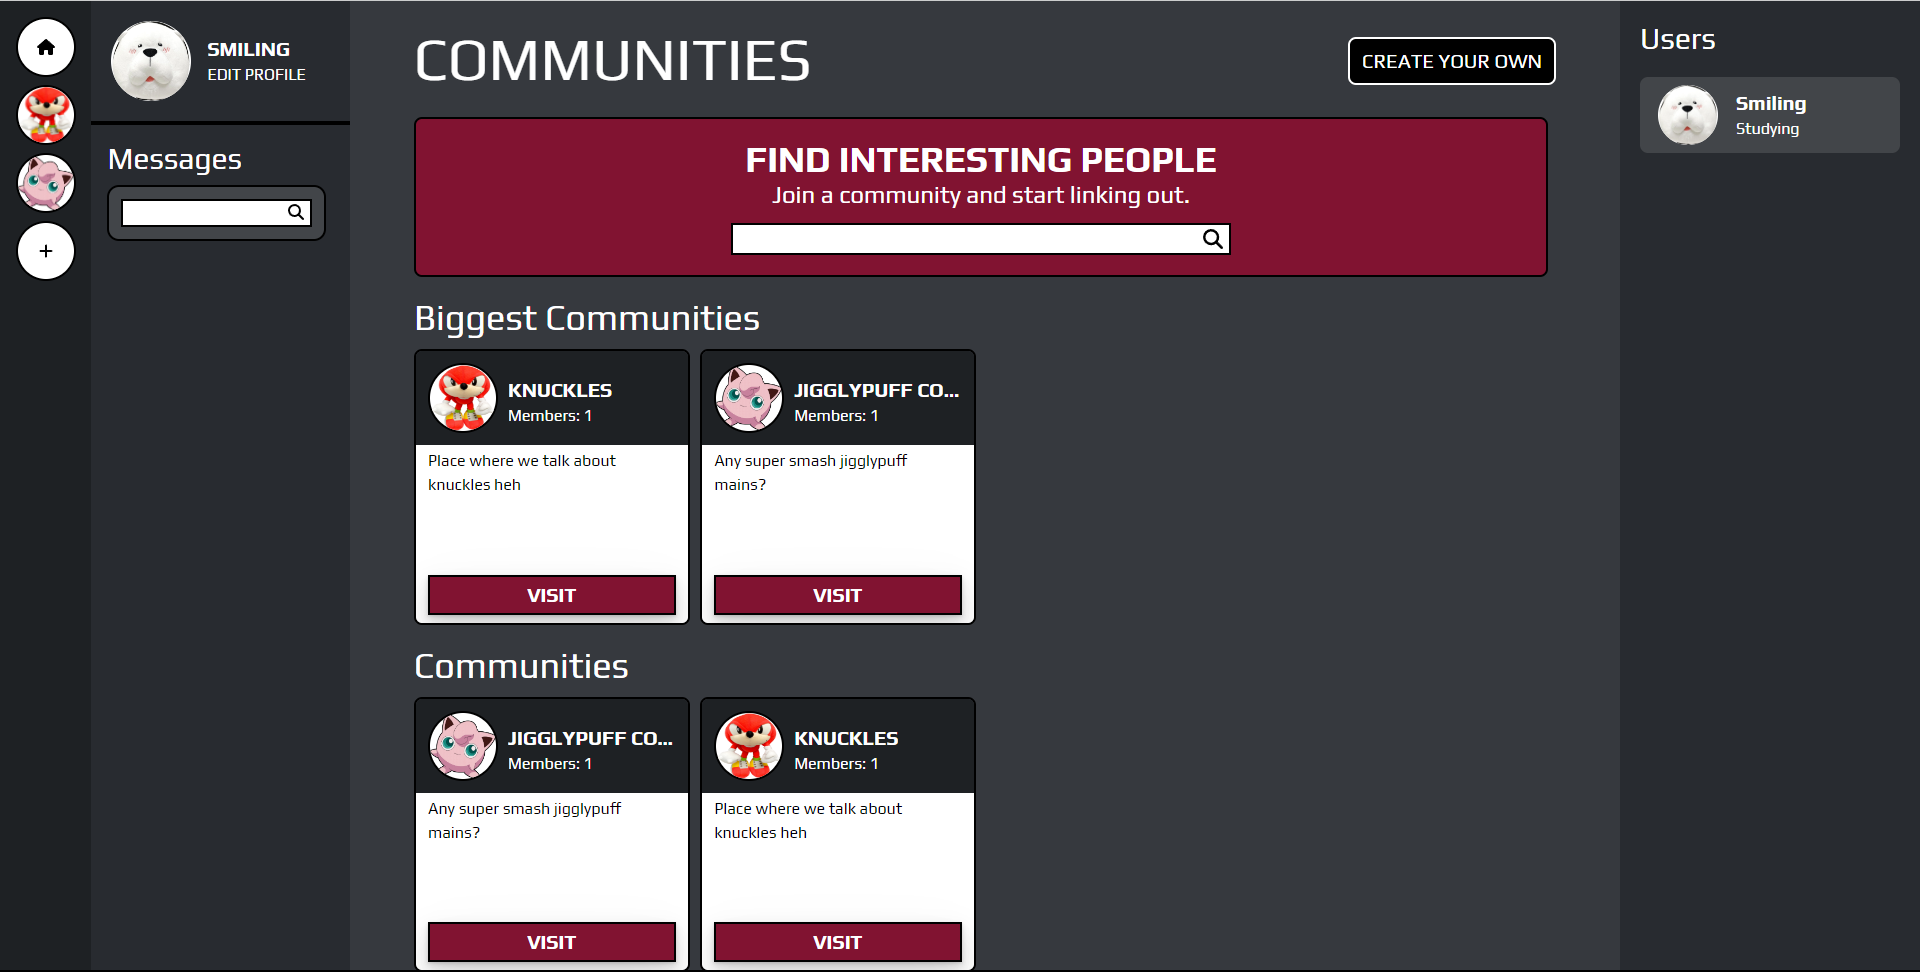 SMILING
EDIT PROFILE
Messages
COMMUNITIES
CREATE YOUR OWN
FIND INTERESTING PEOPLE
Join a community and start linking out.
Biggest Communities
KNUCKLES
Members: 1
Place where we talk about
knuckles heh
VISIT
JIGGLYPUFF CO...
Members: 1
Any super smash jigglypuff
mains?
VISIT
Communities
JIGGLYPUFF CO...
Members: 1
Any super smash jigglypuff
mains?
VISIT
KNUCKLES
Members: 1
Place where we talk about
knuckles heh
VISIT
Users
Smiling
Studying